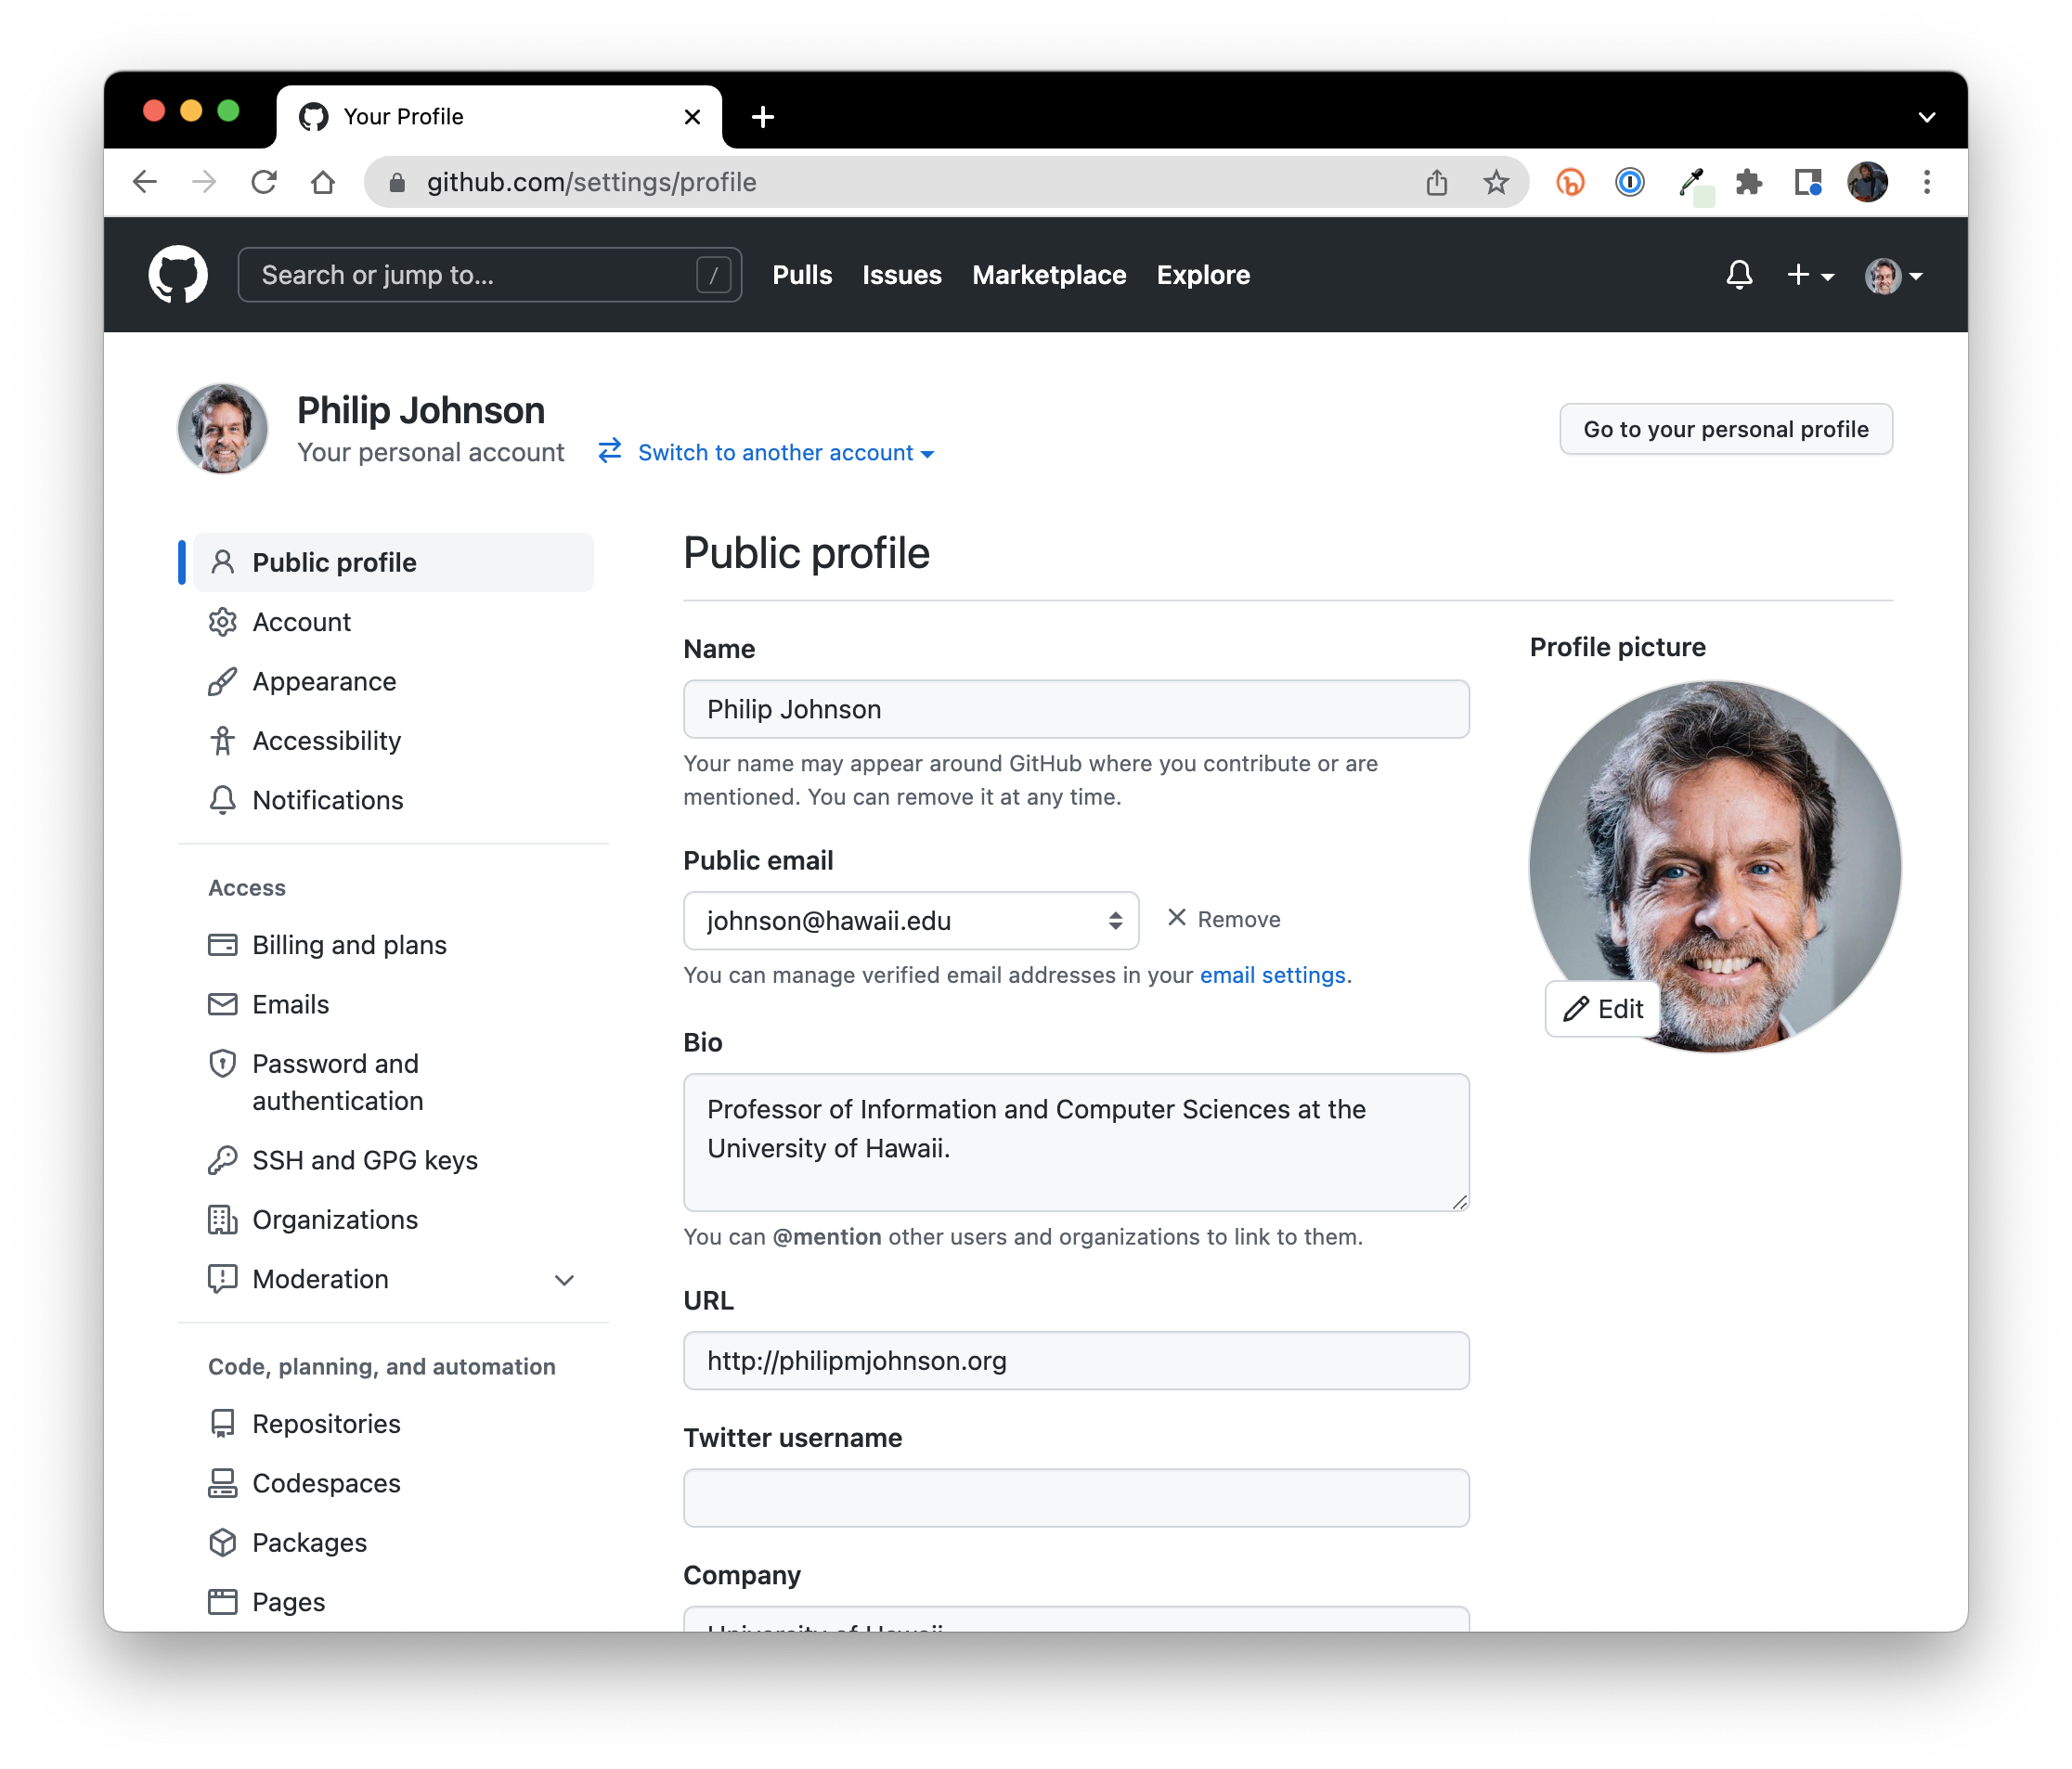 Your Profile
github.com/settings/profile
Search or jump to... /
Pulls Issues Marketplace Explore
Philip Johnson
Your personal account Switch to another account
Go to your personal profile
Public profile
Account
Appearance
Accessibility
Notifications
Access
Billing and plans
Emails
Password and
authentication
SSH and GPG keys
Organizations
Moderation
Code, planning, and automation
Repositories
Codespaces
Packages
Pages
Public profile
Name
Philip Johnson
Your name may appear around GitHub where you contribute or are
mentioned. You can remove it at any time.
Public email
johnson@hawaii.edu
Remove
You can manage verified email addresses in your email settings.
Bio
Professor of Information and Computer Sciences at the
University of Hawaii.
You can @mention other users and organizations to link to them.
URL
http://philipmjohnson.org
Twitter username
Company
University of Hawaii
Profile picture
Edit